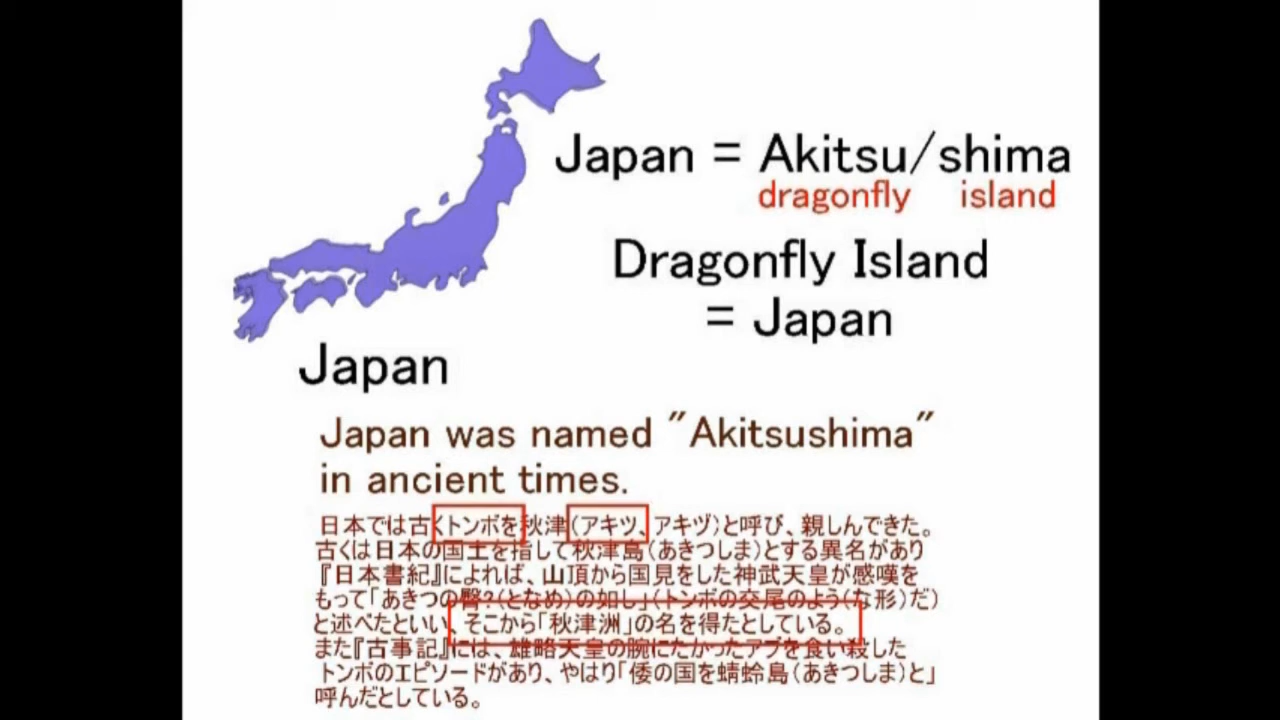 Japan = Akitsu/shima
dragonfly island
Dragonfly Island
= Japan
Japan
Japan was named "Akitsushima"
in ancient times.
日本では古くトンボを秋津(アキツ、アキヅ)と呼び、親しんできた。
古くは日本の国土を指して秋津島(あきつしま)とする異名があり
『日本書紀』によれば、山頂から国見をした神武天皇が感嘆を
もって「あきつの臀?(となめ)の如し」(トンボの交尾のよう(な形)だ)
と述べたといい、そこから「秋津洲」の名を得たとしている。
また『古事記』には、雄略天皇の腕にたかったアブを食い殺した
トンボのエピソードがあり、やはり「倭の国を蜻蛉島(あきつしま)と」
呼んだとしている。